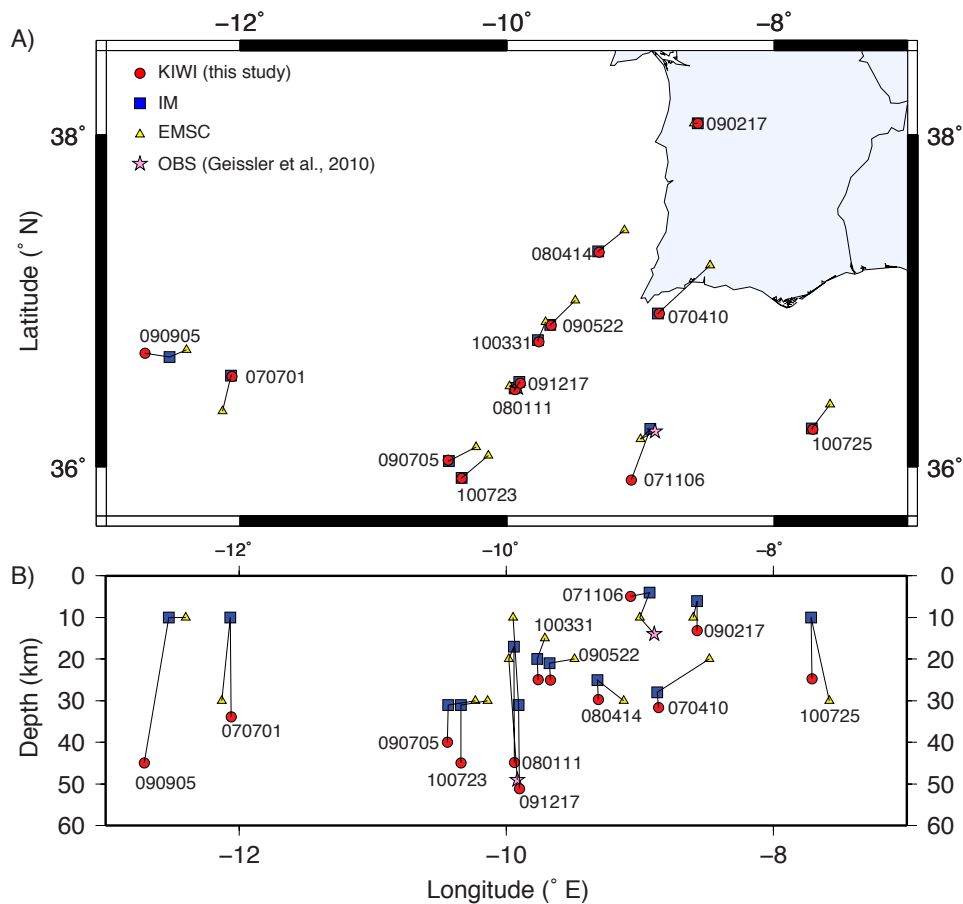 A)
−12˚ −10˚ −8˚
KIWI (this study)
IM
EMSC
OBS (Geissler et al., 2010)
38˚ 38˚
36˚ 36˚
Latitude (˚ N)
090217
080414
070410
090522
100331
090905
070701
091217
080111
100725
090705
071106
100723
−12˚ −10˚ −8˚
B)
0 0
10 10
20 20
30 30
40 40
50 50
60 60
Depth (km)
071106
100331
090217
090522
070701
090705
080414
070410
100725
090905
100723
080111
091217
−12 −10 −8
Longitude (˚ E)